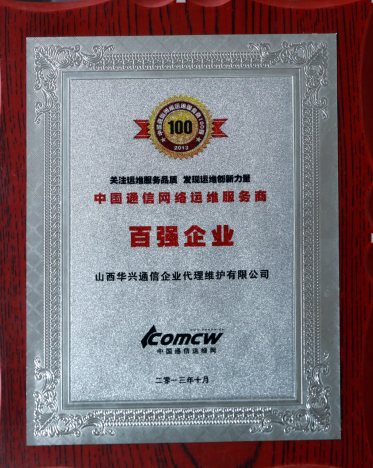 100
2013
关注运维服务品质 发现运维创新力量
中国通信网络运维服务商
百强企业
山西华兴通信企业代理维护有限公司
comcw
中国通信运维网
二〇一三年十月